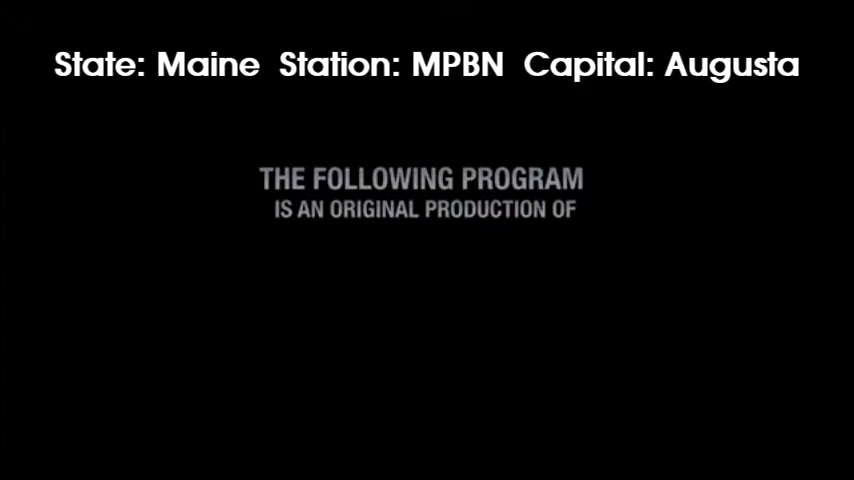 State: Maine  Station: MPBN  Capital: Augusta
THE FOLLOWING PROGRAM
IS AN ORIGINAL PRODUCTION OF